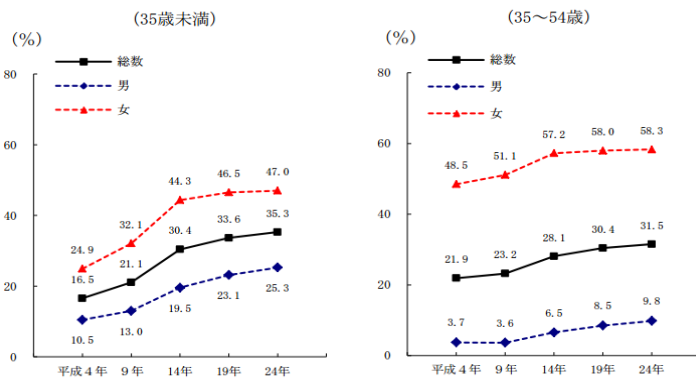 （35歳未満）
（％）
総数
男
女
80
60
40
20
0
24.9
32.1
44.3
46.5
47.0
16.5
21.1
30.4
33.6
35.3
10.5
13.0
19.5
23.1
25.3
平成４年
９年
14年
19年
24年
（35～54歳）
（％）
総数
男
女
80
60
40
20
0
48.5
51.1
57.2
58.0
58.3
21.9
23.2
28.1
30.4
31.5
3.7
3.6
6.5
8.5
9.8
平成４年
９年
14年
19年
24年